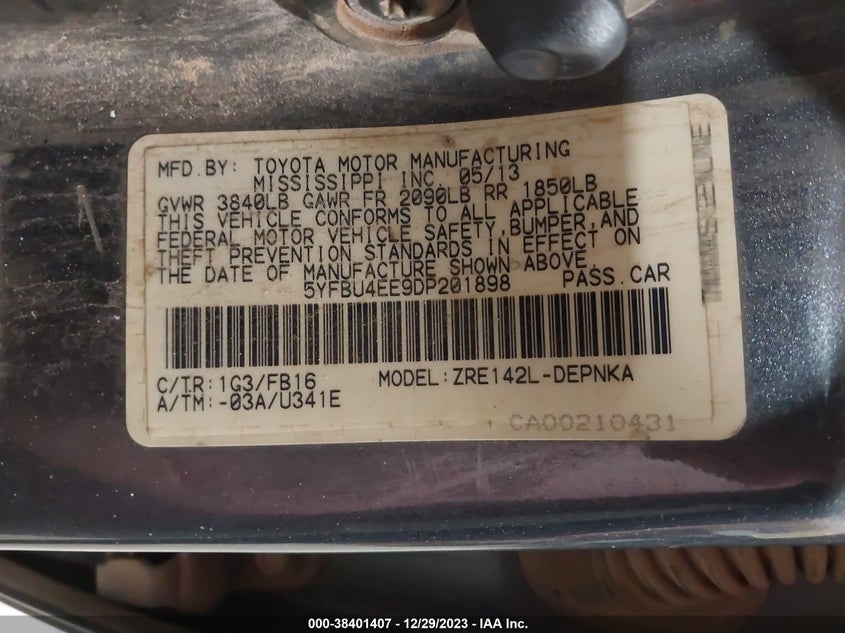 MFD.BY: TOYOTA MOTOR MANUFACTURING
MISSISSIPPI INC. 05/13
GVWR 3840LB GAWR FR 2090LB RR 1850LB
THIS VEHICLE CONFORMS TO ALL APPLICABLE
FEDERAL MOTOR VEHICLE SAFETY,BUMPER,AND
THEFT PREVENTION STANDARDS IN EFFECT ON
THE DATE OF MANUFACTURE SHOWN ABOVE.
5YFBU4EE9DP201898 PASS.CAR
C/TR:1G3/FB16 MODEL:ZRE142L-DEPNKA
A/TM:-03A/U341E
CA00210431
000-38401407 - 12/29/2023 - IAA Inc.